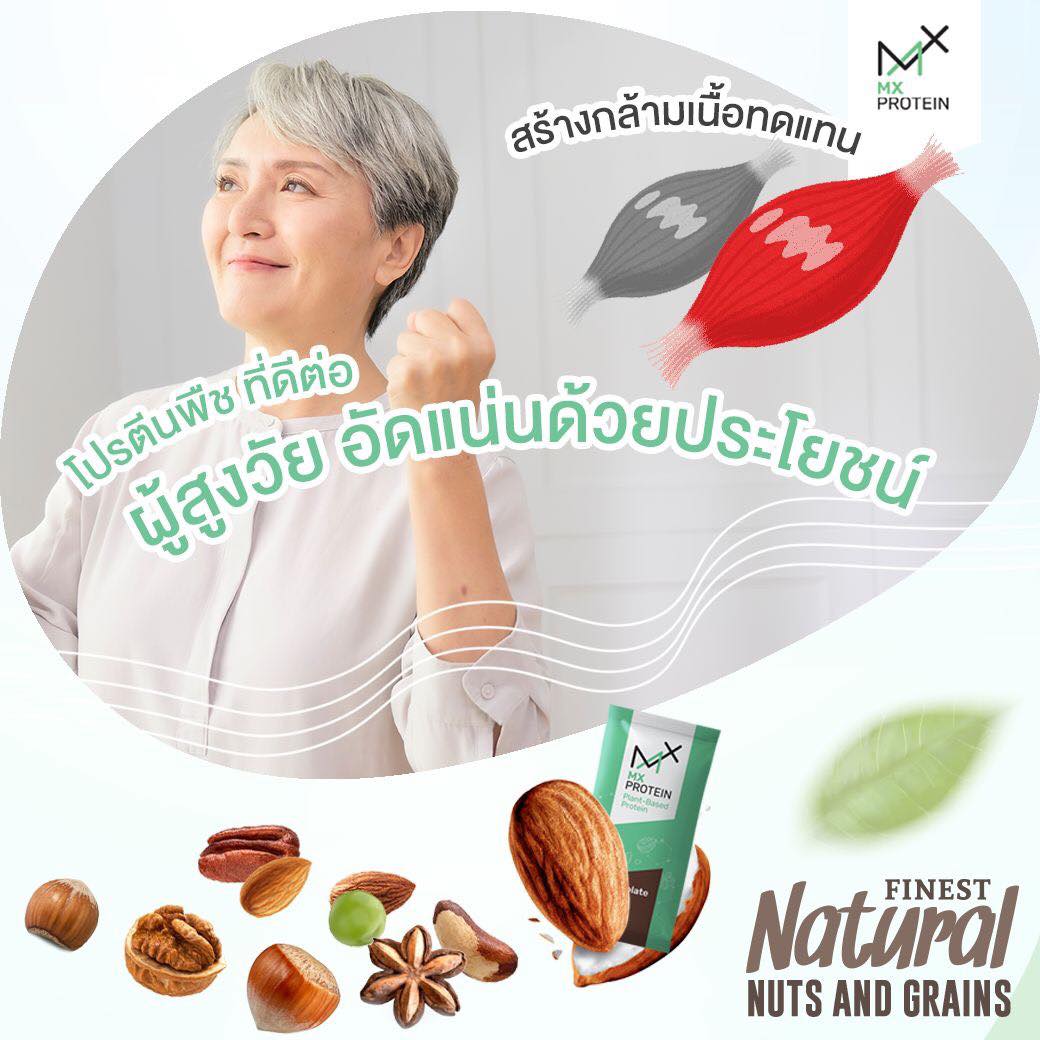 MX
PROTEIN
สร้างกล้ามเนื้อทดแทน
โปรตีนพืช ที่ดีต่อ
ผู้สูงวัย อัดแน่นด้วยประโยชน์
MX
PROTEIN
Plant-Based
Protein
FINEST
Natural
NUTS AND GRAINS